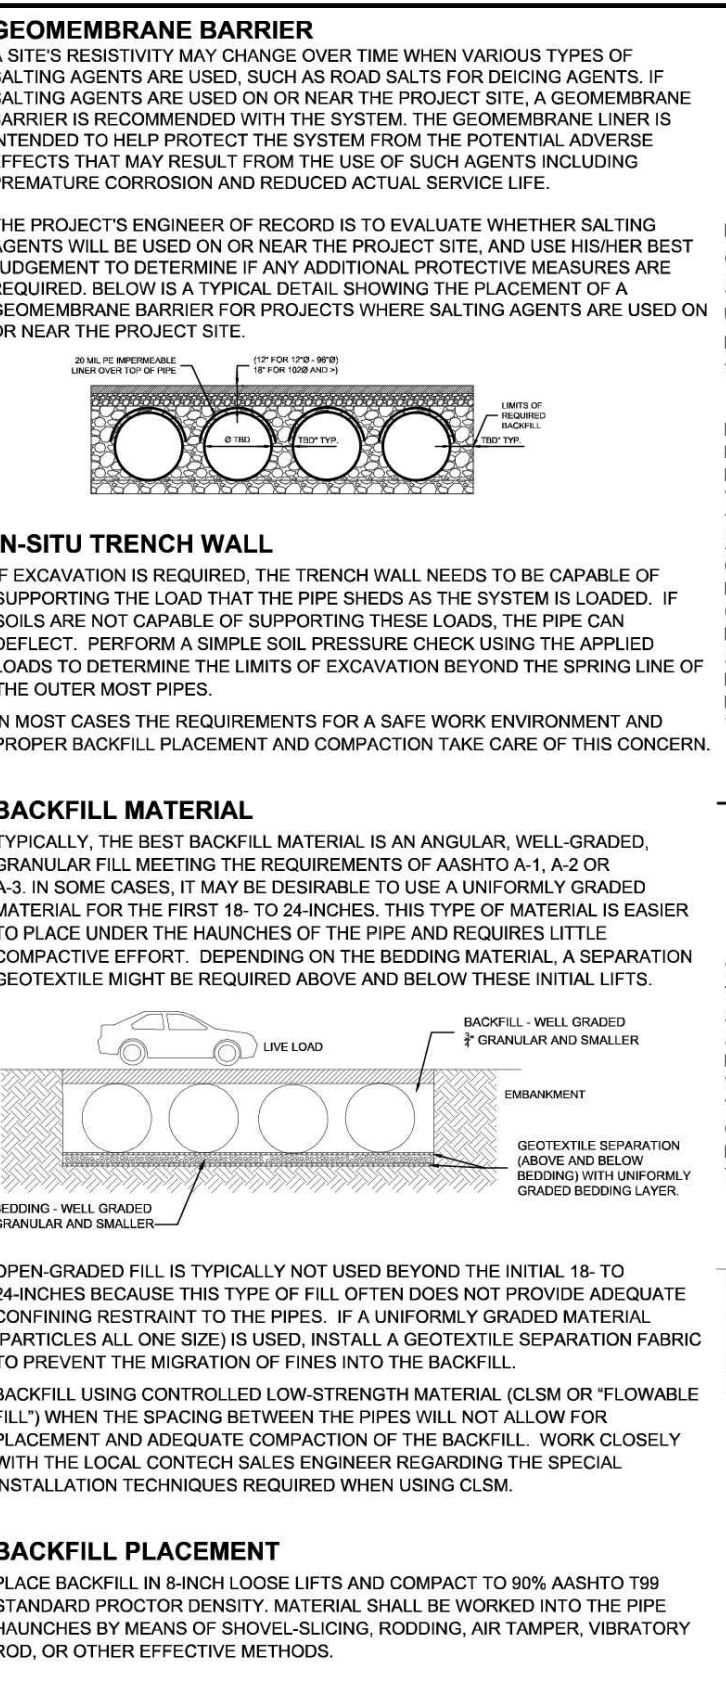 GEOMEMBRANE BARRIER
A SITE'S RESISTIVITY MAY CHANGE OVER TIME WHEN VARIOUS TYPES OF
SALTING AGENTS ARE USED, SUCH AS ROAD SALTS FOR DEICING AGENTS. IF
SALTING AGENTS ARE USED ON OR NEAR THE PROJECT SITE, A GEOMEMBRANE
BARRIER IS RECOMMENDED WITH THE SYSTEM. THE GEOMEMBRANE LINER IS
INTENDED TO HELP PROTECT THE SYSTEM FROM THE POTENTIAL ADVERSE
EFFECTS THAT MAY RESULT FROM THE USE OF SUCH AGENTS INCLUDING
PREMATURE CORROSION AND REDUCED ACTUAL SERVICE LIFE.
THE PROJECT'S ENGINEER OF RECORD IS TO EVALUATE WHETHER SALTING
AGENTS WILL BE USED ON OR NEAR THE PROJECT SITE, AND USE HIS/HER BEST
JUDGEMENT TO DETERMINE IF ANY ADDITIONAL PROTECTIVE MEASURES ARE
REQUIRED. BELOW IS A TYPICAL DETAIL SHOWING THE PLACEMENT OF A
GEOMEMBRANE BARRIER FOR PROJECTS WHERE SALTING AGENTS ARE USED ON
OR NEAR THE PROJECT SITE.
20 MIL PE IMPERMEABLE
LINER OVER TOP OF PIPE
(12" FOR 12"Ø - 96"Ø)
18" FOR 102Ø AND >)
LIMITS OF
REQUIRED
BACKFILL
Ø TBD
TBD" TYP.
TBD" TYP.
IN-SITU TRENCH WALL
IF EXCAVATION IS REQUIRED, THE TRENCH WALL NEEDS TO BE CAPABLE OF
SUPPORTING THE LOAD THAT THE PIPE SHEDS AS THE SYSTEM IS LOADED. IF
SOILS ARE NOT CAPABLE OF SUPPORTING THESE LOADS, THE PIPE CAN
DEFLECT. PERFORM A SIMPLE SOIL PRESSURE CHECK USING THE APPLIED
LOADS TO DETERMINE THE LIMITS OF EXCAVATION BEYOND THE SPRING LINE OF
THE OUTER MOST PIPES.
IN MOST CASES THE REQUIREMENTS FOR A SAFE WORK ENVIRONMENT AND
PROPER BACKFILL PLACEMENT AND COMPACTION TAKE CARE OF THIS CONCERN.
BACKFILL MATERIAL
TYPICALLY, THE BEST BACKFILL MATERIAL IS AN ANGULAR, WELL-GRADED,
GRANULAR FILL MEETING THE REQUIREMENTS OF AASHTO A-1, A-2 OR
A-3. IN SOME CASES, IT MAY BE DESIRABLE TO USE A UNIFORMLY GRADED
MATERIAL FOR THE FIRST 18- TO 24-INCHES. THIS TYPE OF MATERIAL IS EASIER
TO PLACE UNDER THE HAUNCHES OF THE PIPE AND REQUIRES LITTLE
COMPACTIVE EFFORT. DEPENDING ON THE BEDDING MATERIAL, A SEPARATION
GEOTEXTILE MIGHT BE REQUIRED ABOVE AND BELOW THESE INITIAL LIFTS.
LIVE LOAD
BACKFILL - WELL GRADED
3/4" GRANULAR AND SMALLER
EMBANKMENT
GEOTEXTILE SEPARATION
(ABOVE AND BELOW
BEDDING) WITH UNIFORMLY
GRADED BEDDING LAYER.
BEDDING - WELL GRADED
GRANULAR AND SMALLER
OPEN-GRADED FILL IS TYPICALLY NOT USED BEYOND THE INITIAL 18- TO
24-INCHES BECAUSE THIS TYPE OF FILL OFTEN DOES NOT PROVIDE ADEQUATE
CONFINING RESTRAINT TO THE PIPES. IF A UNIFORMLY GRADED MATERIAL
(PARTICLES ALL ONE SIZE) IS USED, INSTALL A GEOTEXTILE SEPARATION FABRIC
TO PREVENT THE MIGRATION OF FINES INTO THE BACKFILL.
BACKFILL USING CONTROLLED LOW-STRENGTH MATERIAL (CLSM OR “FLOWABLE
FILL”) WHEN THE SPACING BETWEEN THE PIPES WILL NOT ALLOW FOR
PLACEMENT AND ADEQUATE COMPACTION OF THE BACKFILL. WORK CLOSELY
WITH THE LOCAL CONTECH SALES ENGINEER REGARDING THE SPECIAL
INSTALLATION TECHNIQUES REQUIRED WHEN USING CLSM.
BACKFILL PLACEMENT
PLACE BACKFILL IN 8-INCH LOOSE LIFTS AND COMPACT TO 90% AASHTO T99
STANDARD PROCTOR DENSITY. MATERIAL SHALL BE WORKED INTO THE PIPE
HAUNCHES BY MEANS OF SHOVEL-SLICING, RODDING, AIR TAMPER, VIBRATORY
ROD, OR OTHER EFFECTIVE METHODS.